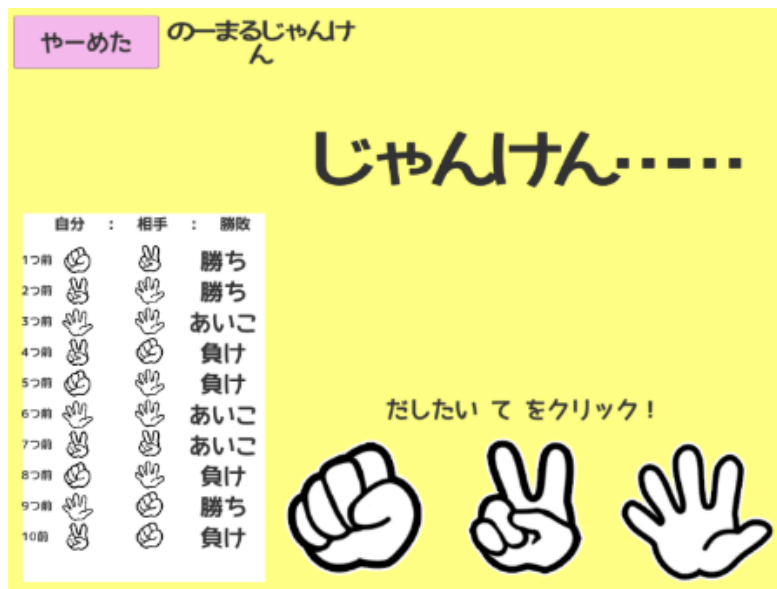 やーめた
のーまるじゃんけ
ん
じゃんけん……
自分 : 相手 : 勝敗
1つ前 勝ち
2つ前 勝ち
3つ前 あいこ
4つ前 負け
5つ前 負け
6つ前 あいこ
7つ前 あいこ
8つ前 負け
9つ前 勝ち
10前 負け
だしたい て をクリック！